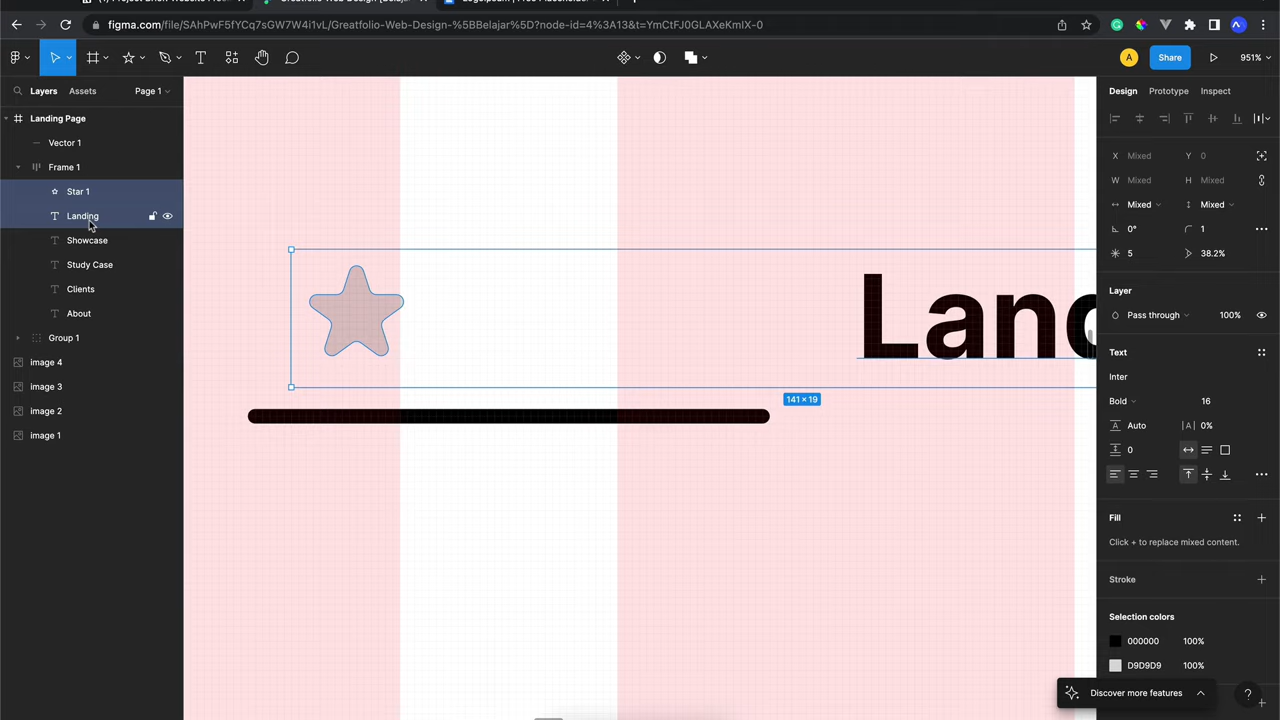 figma.com/file/SAhPwF5fYCq7sGW7W4i1vL/Greatfolio-Web-Design-%5BBelajar%5D?node-id=4%3A13&t=YmCtFJ0GLAXeKmIX-0
A
Share
951%
Layers
Assets
Page 1
Landing Page
Vector 1
Frame 1
Star 1
Landing
Showcase
Study Case
Clients
About
Group 1
image 4
image 3
image 2
image 1
Land
141 × 19
Design
Prototype
Inspect
X Mixed
Y 0
W Mixed
H Mixed
Mixed
Mixed
0°
1
5
38.2%
Layer
Pass through
100%
Text
Inter
Bold
16
Auto
0%
0
Fill
Click + to replace mixed content.
Stroke
Selection colors
000000
100%
D9D9D9
100%
Discover more features
?